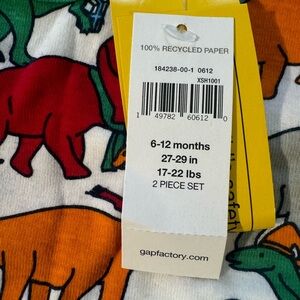 100% RECYCLED PAPER
184238-00-1 0612
XSH1001
1 49782 60612 0
6-12 months
27-29 in
17-22 lbs
2 PIECE SET
gapfactory.com
safety